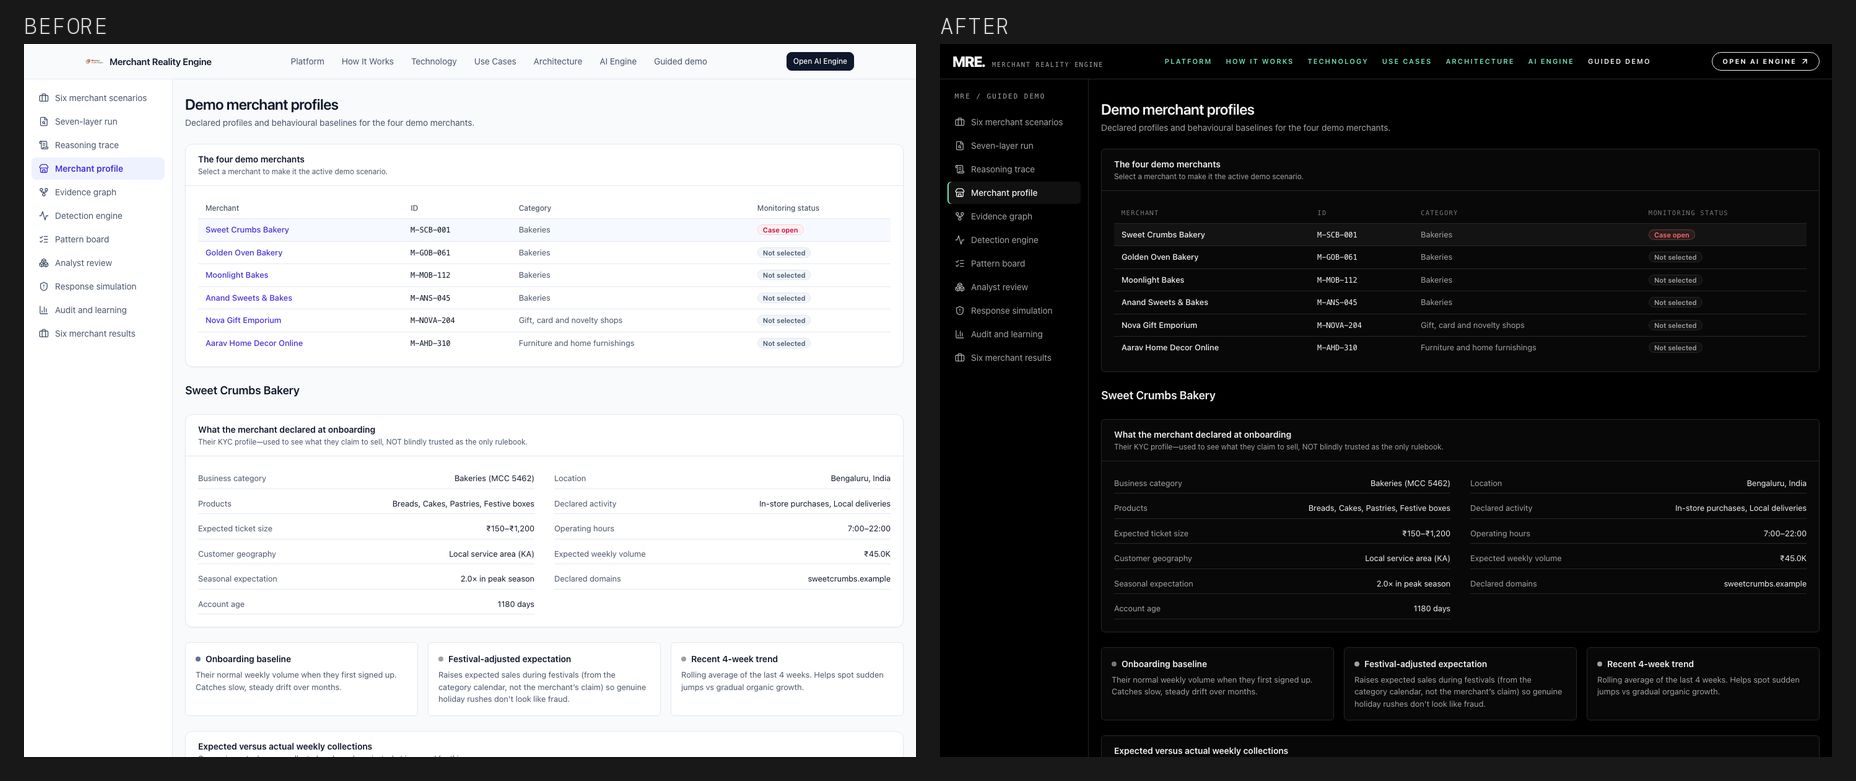 BEFORE
Merchant Reality Engine
Platform How It Works Technology Use Cases Architecture AI Engine Guided demo
Open AI Engine
Six merchant scenarios
Seven-layer run
Reasoning trace
Merchant profile
Evidence graph
Detection engine
Pattern board
Analyst review
Response simulation
Audit and learning
Six merchant results
Demo merchant profiles
Declared profiles and behavioural baselines for the four demo merchants.
The four demo merchants
Select a merchant to make it the active demo scenario.
Merchant ID Category Monitoring status
Sweet Crumbs Bakery M-SCB-001 Bakeries Case open
Golden Oven Bakery M-GOB-061 Bakeries Not selected
Moonlight Bakes M-MOB-112 Bakeries Not selected
Anand Sweets & Bakes M-ANS-045 Bakeries Not selected
Nova Gift Emporium M-NOVA-204 Gift, card and novelty shops Not selected
Aarav Home Decor Online M-AHD-310 Furniture and home furnishings Not selected
Sweet Crumbs Bakery
What the merchant declared at onboarding
Their KYC profile—used to see what they claim to sell, NOT blindly trusted as the only rulebook.
Business category Bakeries (MCC 5462) Location Bengaluru, India
Products Breads, Cakes, Pastries, Festive boxes Declared activity In-store purchases, Local deliveries
Expected ticket size ₹150–₹1,200 Operating hours 7:00–22:00
Customer geography Local service area (KA) Expected weekly volume ₹45.0K
Seasonal expectation 2.0× in peak season Declared domains sweetcrumbs.example
Account age 1180 days
Onboarding baseline
Their normal weekly volume when they first signed up.
Catches slow, steady drift over months.
Festival-adjusted expectation
Raises expected sales during festivals (from the
category calendar, not the merchant's claim) so genuine
holiday rushes don't look like fraud.
Recent 4-week trend
Rolling average of the last 4 weeks. Helps spot sudden
jumps vs gradual organic growth.
Expected versus actual weekly collections
AFTER
MRE. MERCHANT REALITY ENGINE
PLATFORM HOW IT WORKS TECHNOLOGY USE CASES ARCHITECTURE AI ENGINE GUIDED DEMO
OPEN AI ENGINE
MRE / GUIDED DEMO
Six merchant scenarios
Seven-layer run
Reasoning trace
Merchant profile
Evidence graph
Detection engine
Pattern board
Analyst review
Response simulation
Audit and learning
Six merchant results
Demo merchant profiles
Declared profiles and behavioural baselines for the four demo merchants.
The four demo merchants
Select a merchant to make it the active demo scenario.
MERCHANT ID CATEGORY MONITORING STATUS
Sweet Crumbs Bakery M-SCB-001 Bakeries Case open
Golden Oven Bakery M-GOB-061 Bakeries Not selected
Moonlight Bakes M-MOB-112 Bakeries Not selected
Anand Sweets & Bakes M-ANS-045 Bakeries Not selected
Nova Gift Emporium M-NOVA-204 Gift, card and novelty shops Not selected
Aarav Home Decor Online M-AHD-310 Furniture and home furnishings Not selected
Sweet Crumbs Bakery
What the merchant declared at onboarding
Their KYC profile—used to see what they claim to sell, NOT blindly trusted as the only rulebook.
Business category Bakeries (MCC 5462) Location Bengaluru, India
Products Breads, Cakes, Pastries, Festive boxes Declared activity In-store purchases, Local deliveries
Expected ticket size ₹150–₹1,200 Operating hours 7:00–22:00
Customer geography Local service area (KA) Expected weekly volume ₹45.0K
Seasonal expectation 2.0× in peak season Declared domains sweetcrumbs.example
Account age 1180 days
Onboarding baseline
Their normal weekly volume when they first signed up.
Catches slow, steady drift over months.
Festival-adjusted expectation
Raises expected sales during festivals (from the
category calendar, not the merchant's claim) so genuine
holiday rushes don't look like fraud.
Recent 4-week trend
Rolling average of the last 4 weeks. Helps spot sudden
jumps vs gradual organic growth.
Expected versus actual weekly collections